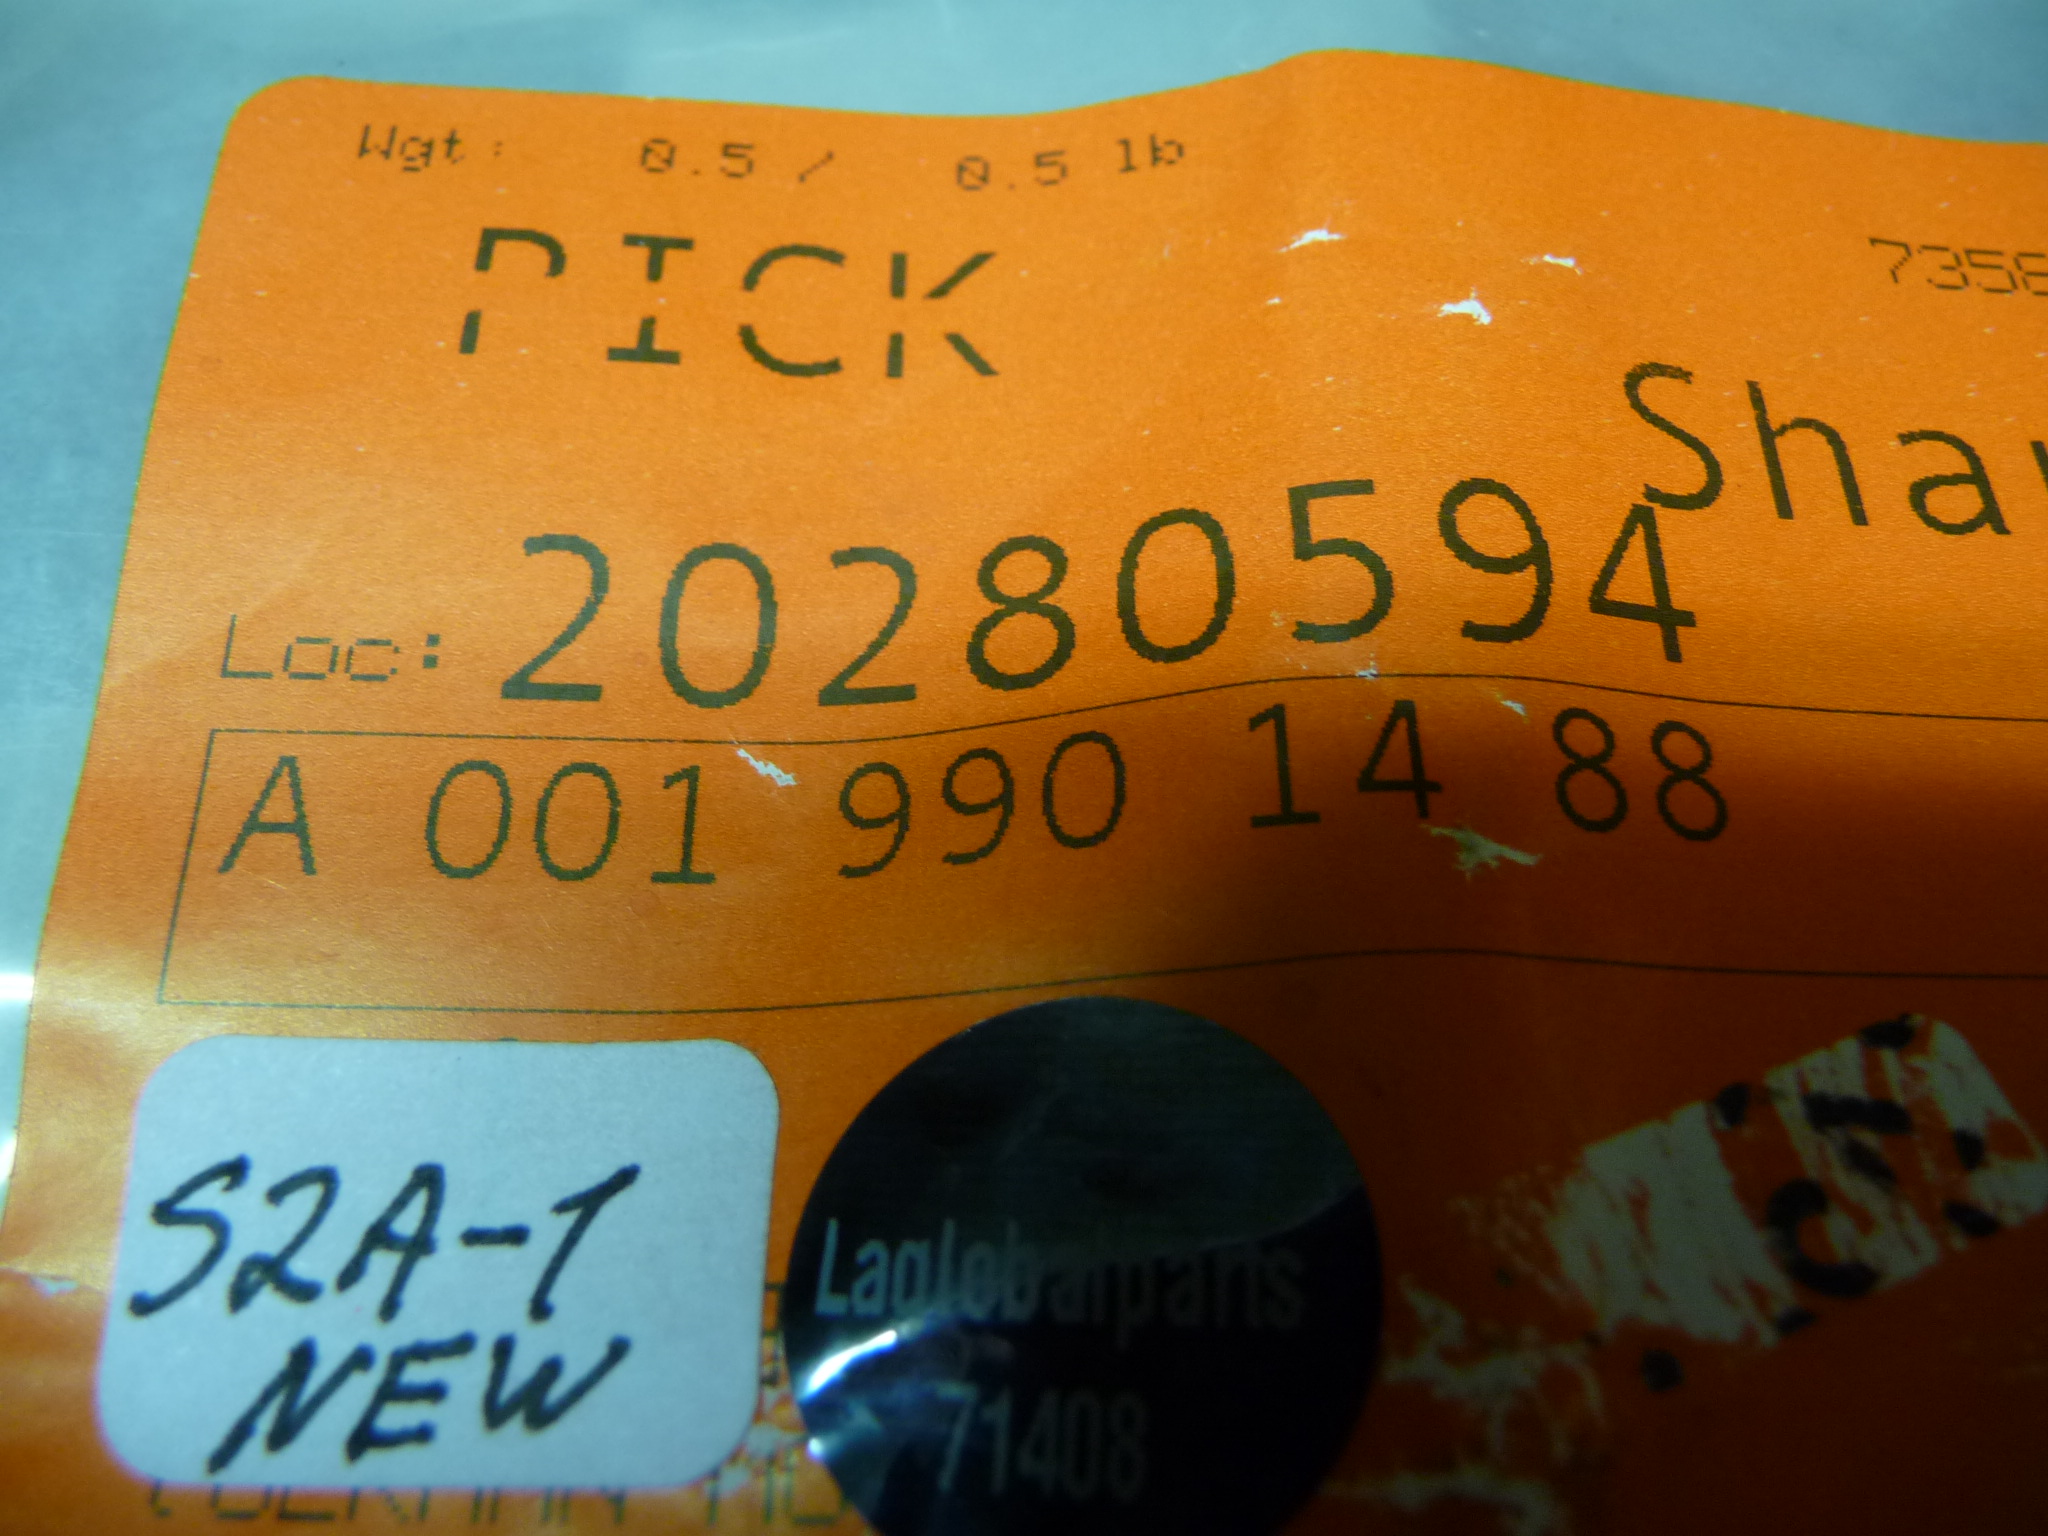 Wgt: 0.5 / 0.5 lb
PICK
7358
Shar
Loc: 20280594
A 001 990 14 88
S2A-1
NEW
Laglobalparts
71408